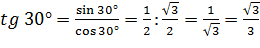 tg 30° = sin 30° / cos 30° = 1/2 : √3/2 = 1/√3 = √3/3